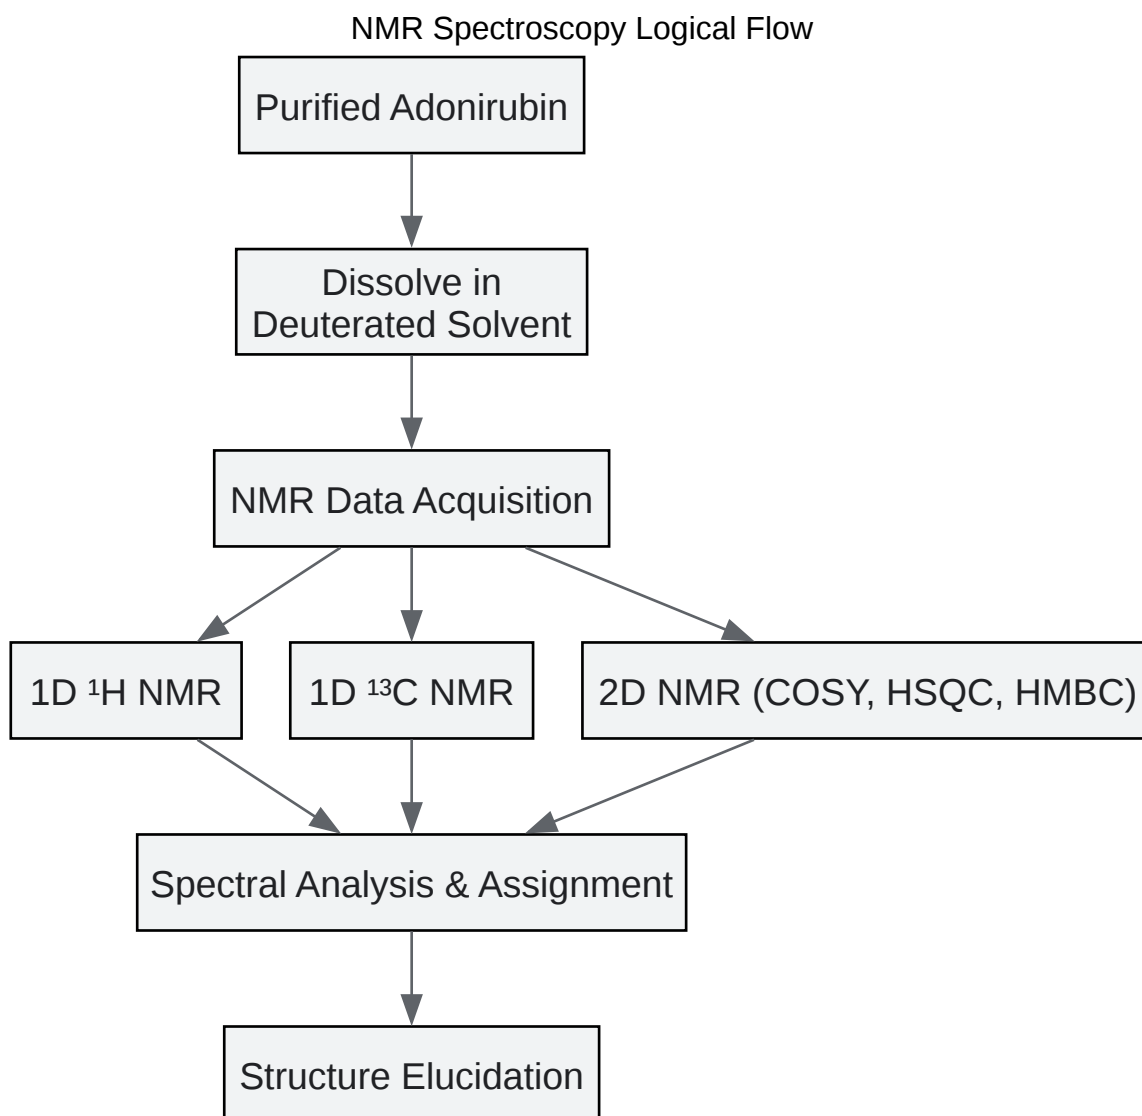 NMR Spectroscopy Logical Flow
Purified Adonirubin
Dissolve in
Deuterated Solvent
NMR Data Acquisition
1D ¹H NMR
1D ¹³C NMR
2D NMR (COSY, HSQC, HMBC)
Spectral Analysis & Assignment
Structure Elucidation